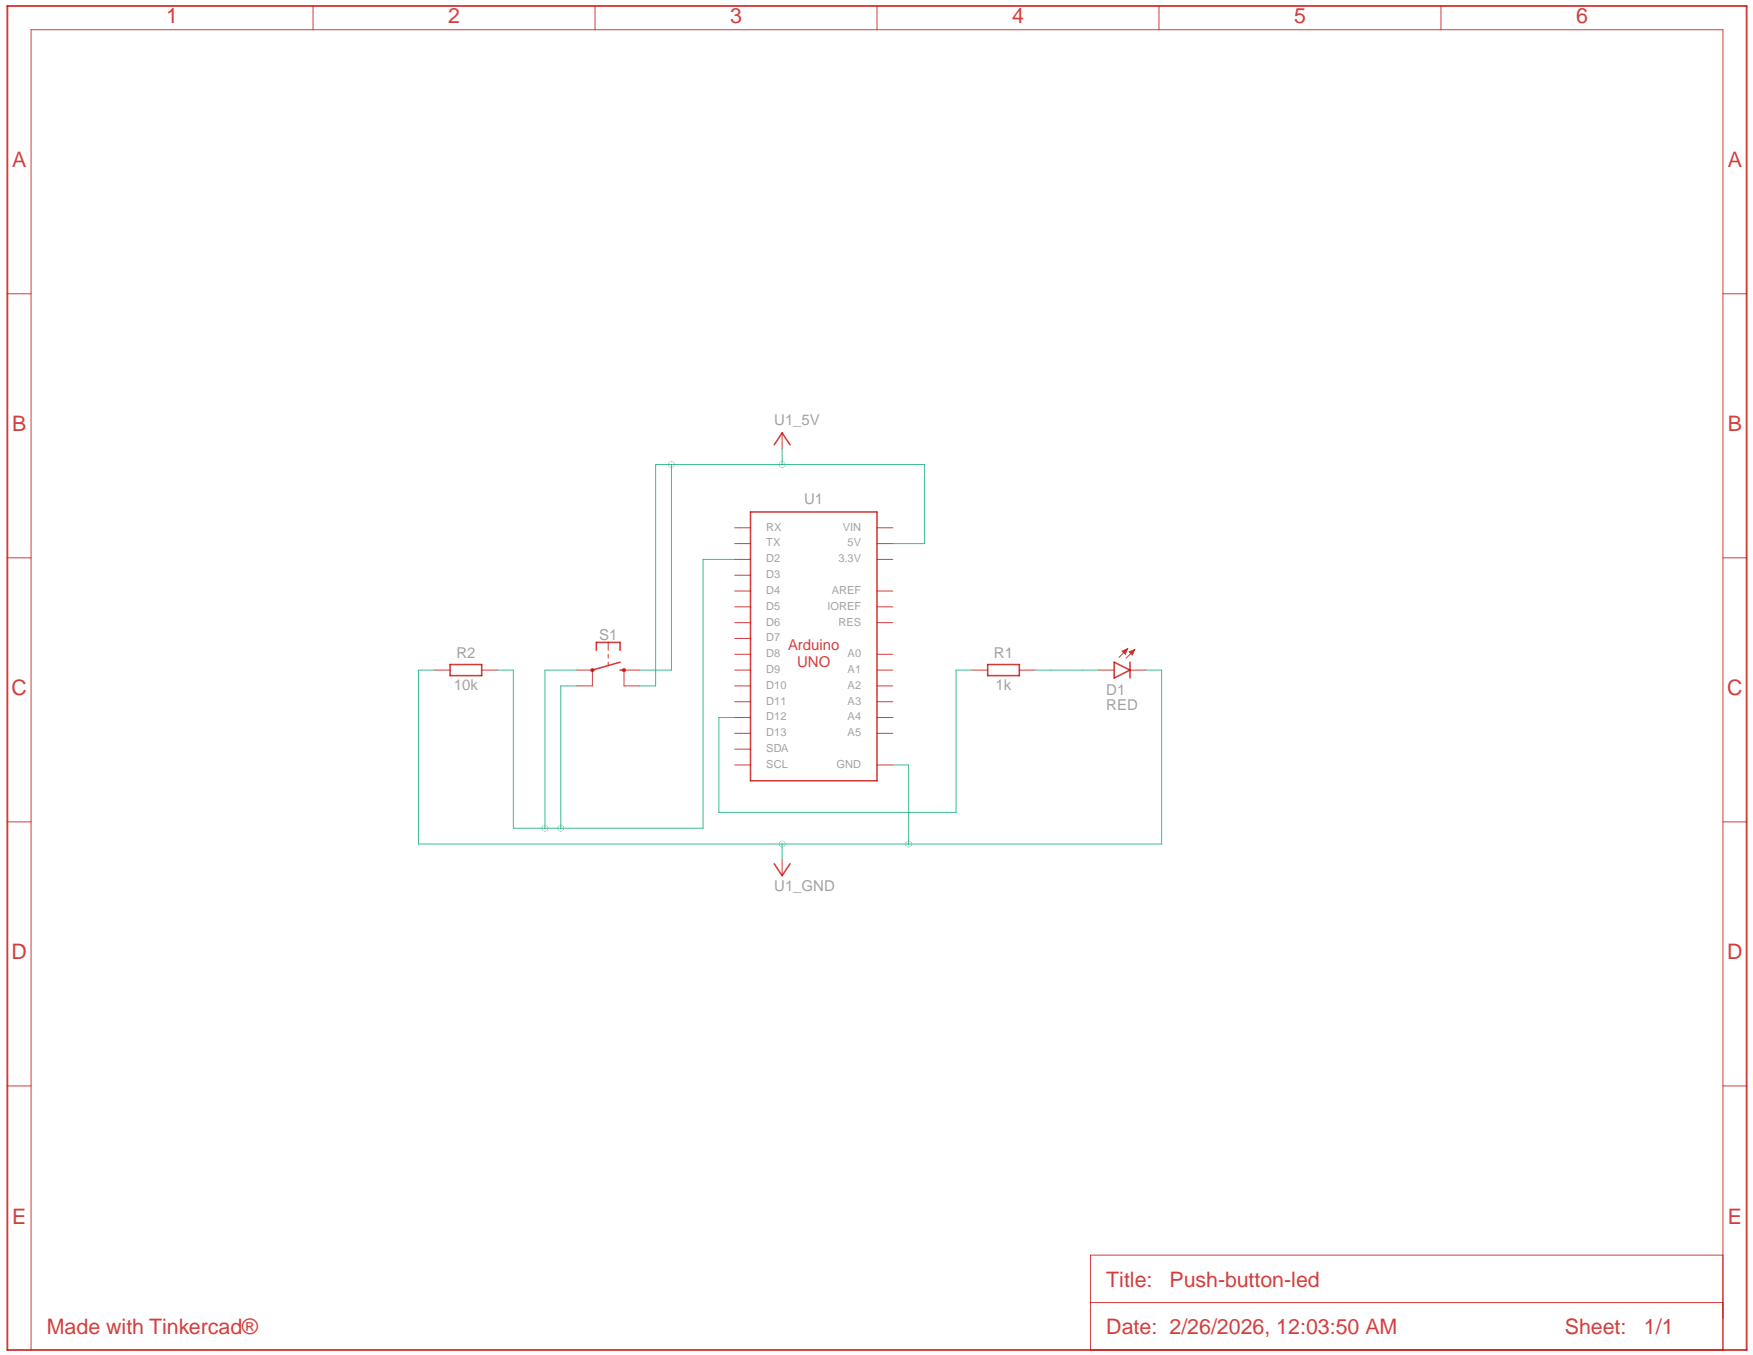 1 2 3 4 5 6
A A
B B
U1_5V
U1
RX VIN
TX 5V
D2 3.3V
D3
D4 AREF
D5 IOREF
D6 RES
S1
D7
Arduino
R2 D8 A0 R1
UNO
D9 A1
10k D10 A2 1k
C C
D1
D11 A3
RED
D12 A4
D13 A5
SDA
SCL GND
U1_GND
D D
E E
Title: Push-button-led
Made with Tinkercad®
Date: 2/26/2026, 12:03:50 AM Sheet: 1/1